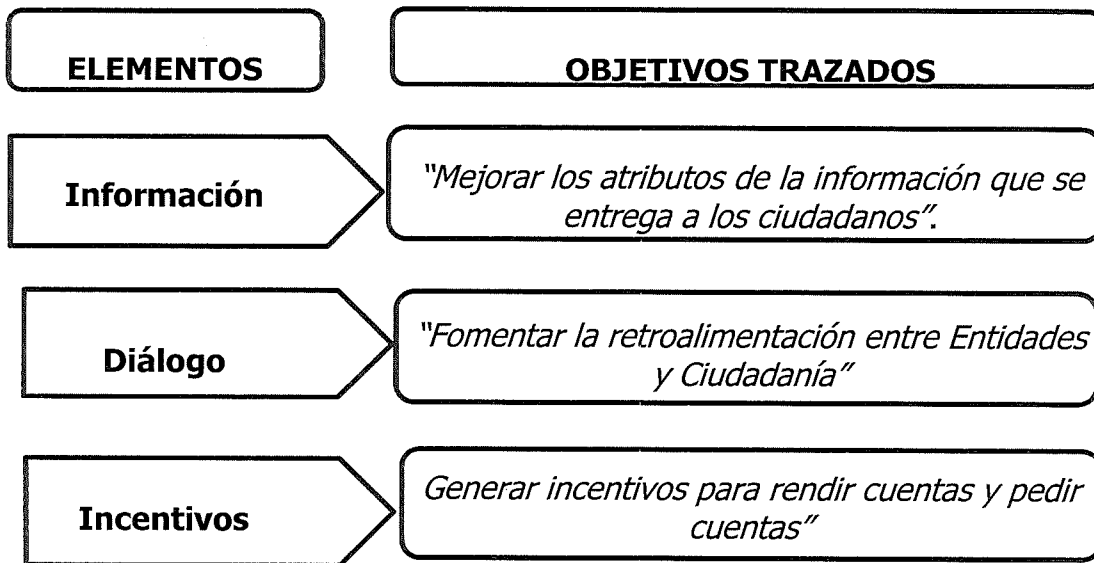 ELEMENTOS
OBJETIVOS TRAZADOS
Información
"Mejorar los atributos de la información que se
entrega a los ciudadanos".
Diálogo
"Fomentar la retroalimentación entre Entidades
y Ciudadanía"
Incentivos
Generar incentivos para rendir cuentas y pedir
cuentas"